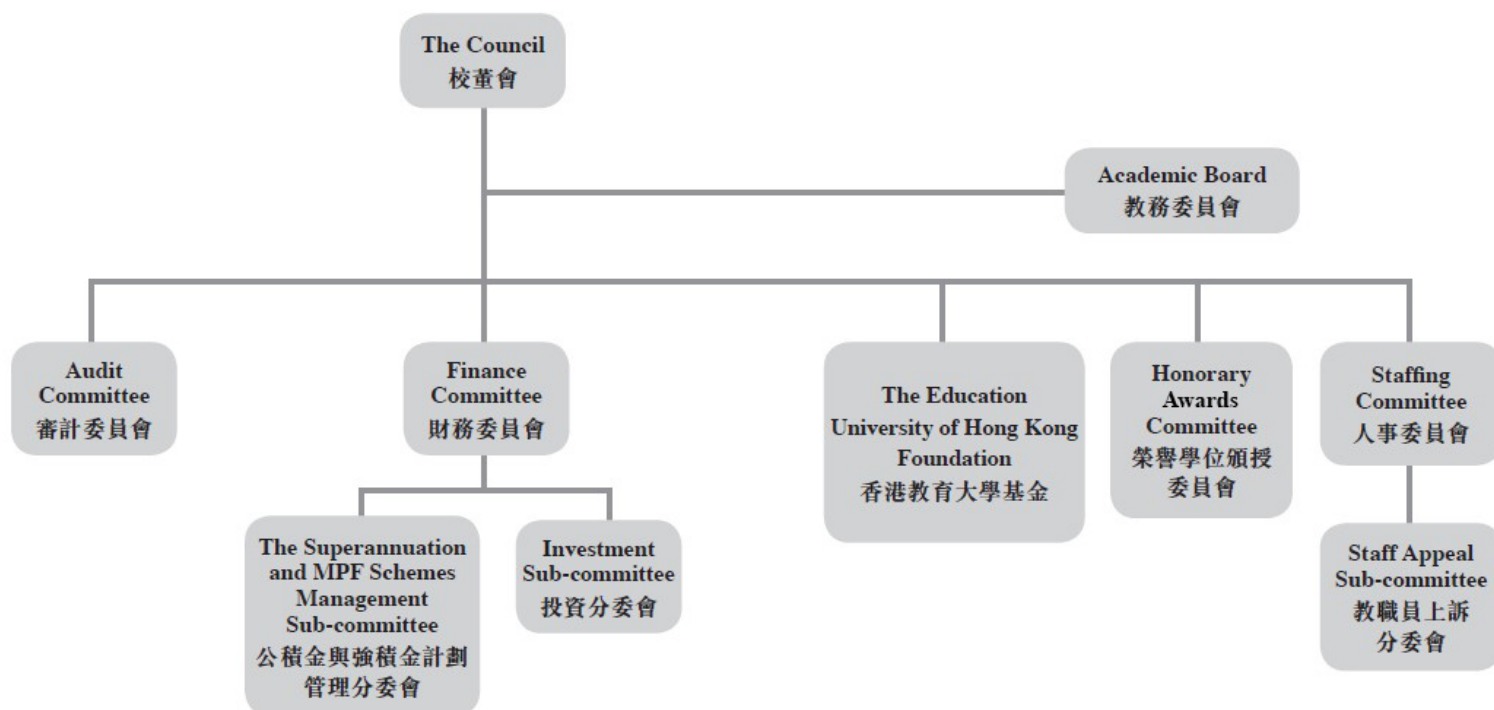 The Council
校董會
Academic Board
教務委員會
Audit
Committee
審計委員會
Finance
Committee
財務委員會
The Education
University of Hong Kong
Foundation
香港教育大學基金
Honorary
Awards
Committee
榮譽學位頒授
委員會
Staffing
Committee
人事委員會
The Superannuation
and MPF Schemes
Management
Sub-committee
公積金與強積金計劃
管理分委會
Investment
Sub-committee
投資分委會
Staff Appeal
Sub-committee
教職員上訴
分委會